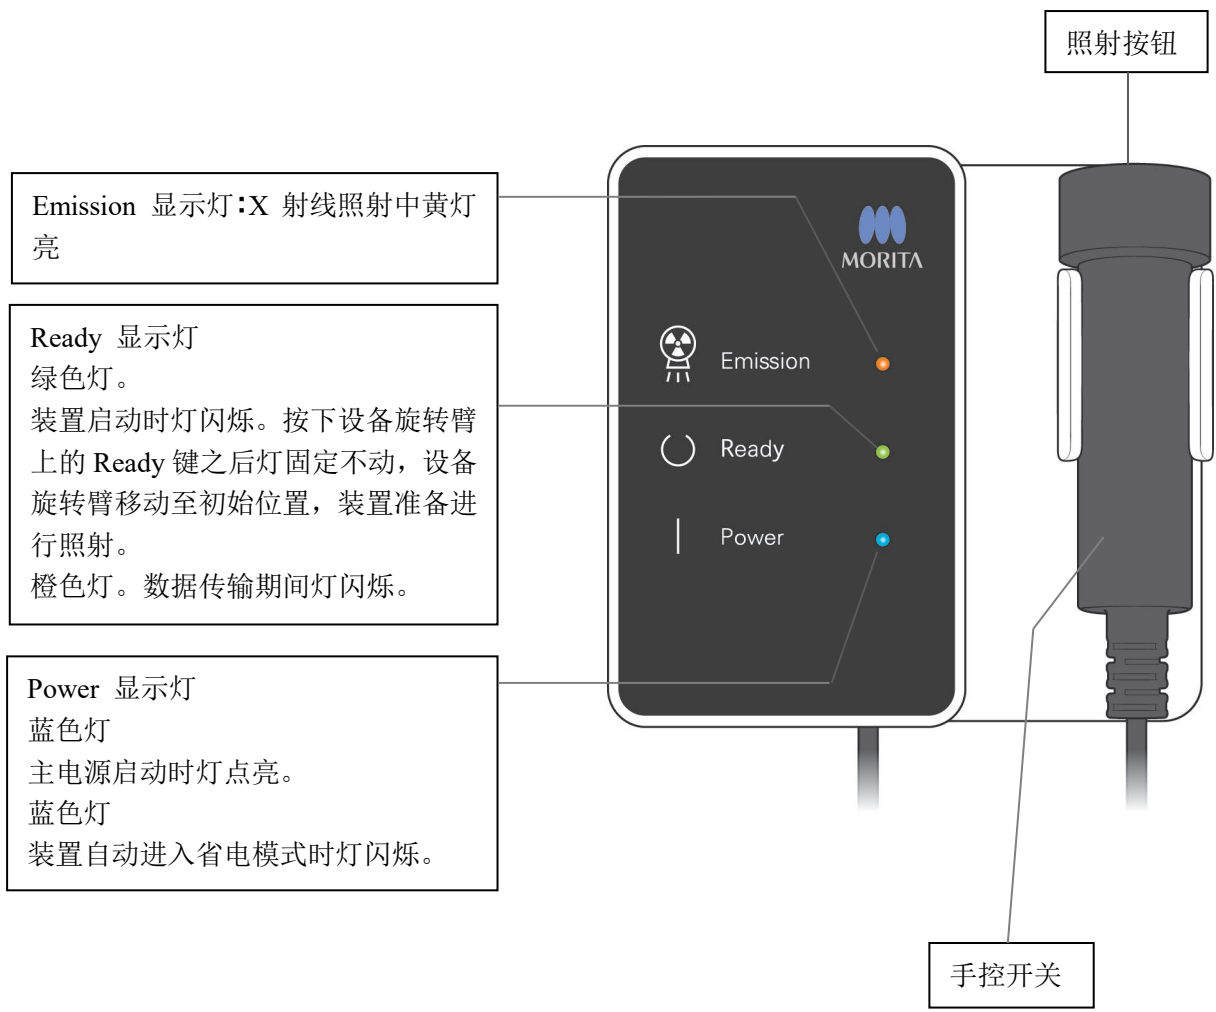 照射按钮
Emission 显示灯:X 射线照射中黄灯
亮
Ready 显示灯
绿色灯。
装置启动时灯闪烁。按下设备旋转臂
上的 Ready 键之后灯固定不动，设备
旋转臂移动至初始位置，装置准备进
行照射。
橙色灯。数据传输期间灯闪烁。
Power 显示灯
蓝色灯
主电源启动时灯点亮。
蓝色灯
装置自动进入省电模式时灯闪烁。
MORITA
Emission
Ready
Power
手控开关